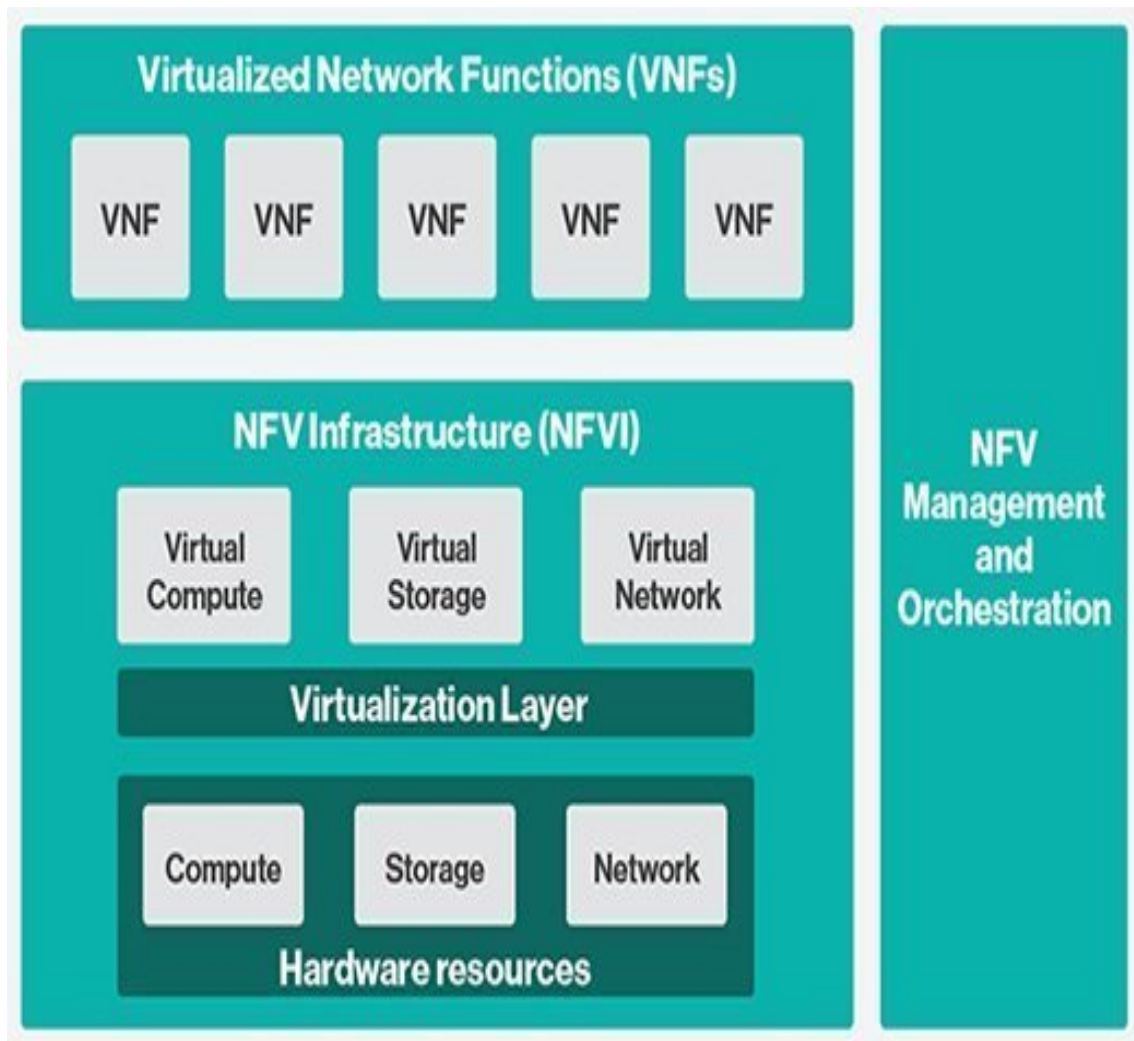 Virtualized Network Functions (VNFs)
VNF VNF VNF VNF VNF
NFV Infrastructure (NFVI)
Virtual
Compute
Virtual
Storage
Virtual
Network
Virtualization Layer
Compute Storage Network
Hardware resources
NFV
Management
and
Orchestration